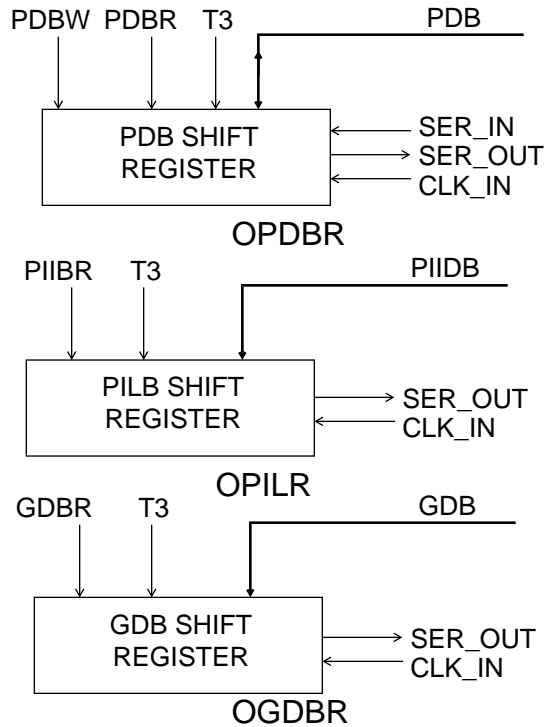 PDBW PDBR T3 PDB
PDB SHIFT
REGISTER
SER_IN
SER_OUT
CLK_IN
OPDBR
PIIBR T3 PIIDB
PILB SHIFT
REGISTER
SER_OUT
CLK_IN
OPILR
GDBR T3 GDB
GDB SHIFT
REGISTER
SER_OUT
CLK_IN
OGDBR